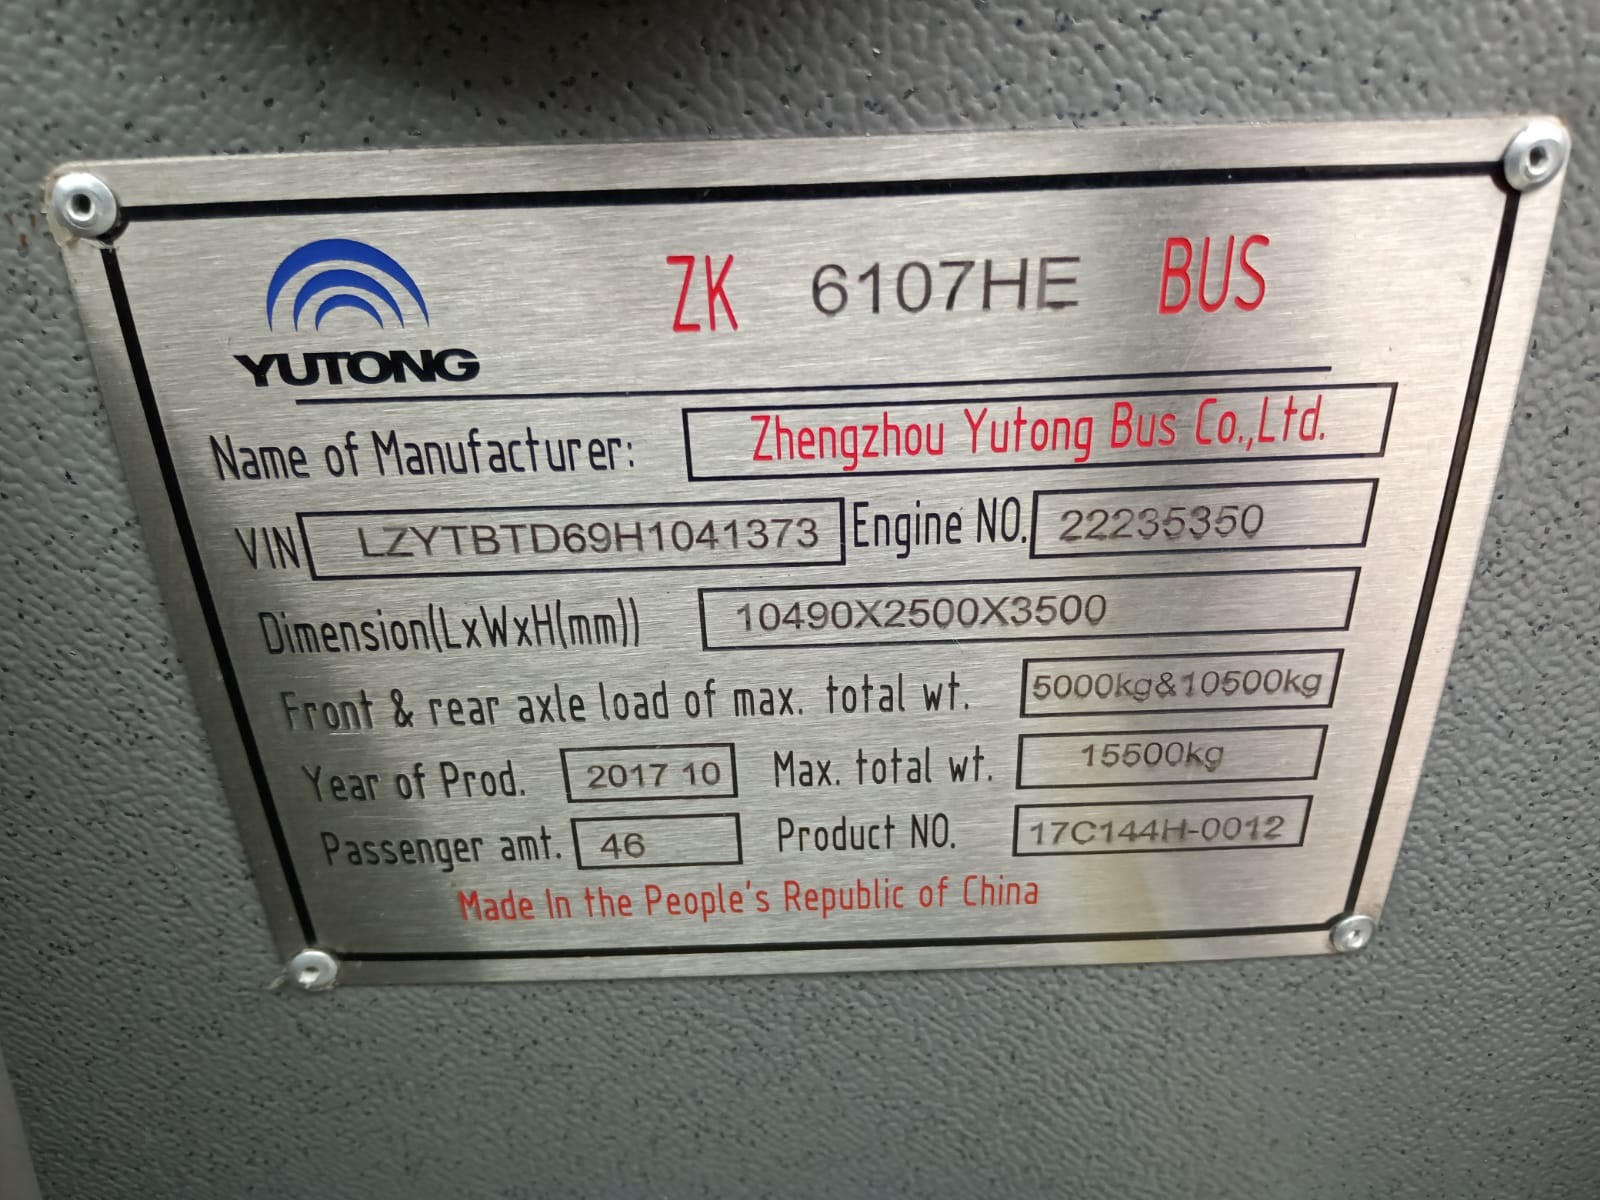 YUTONG
ZK 6107HE BUS
Name of Manufacturer: Zhengzhou Yutong Bus Co.,Ltd.
VIN LZYTBTD69H1041373 Engine NO. 22235350
Dimension(LxWxH(mm)) 10490X2500X3500
Front & rear axle load of max. total wt. 5000kg&10500kg
Year of Prod. 2017 10 Max. total wt. 15500kg
Passenger amt. 46 Product NO. 17C144H-0012
Made In the People's Republic of China